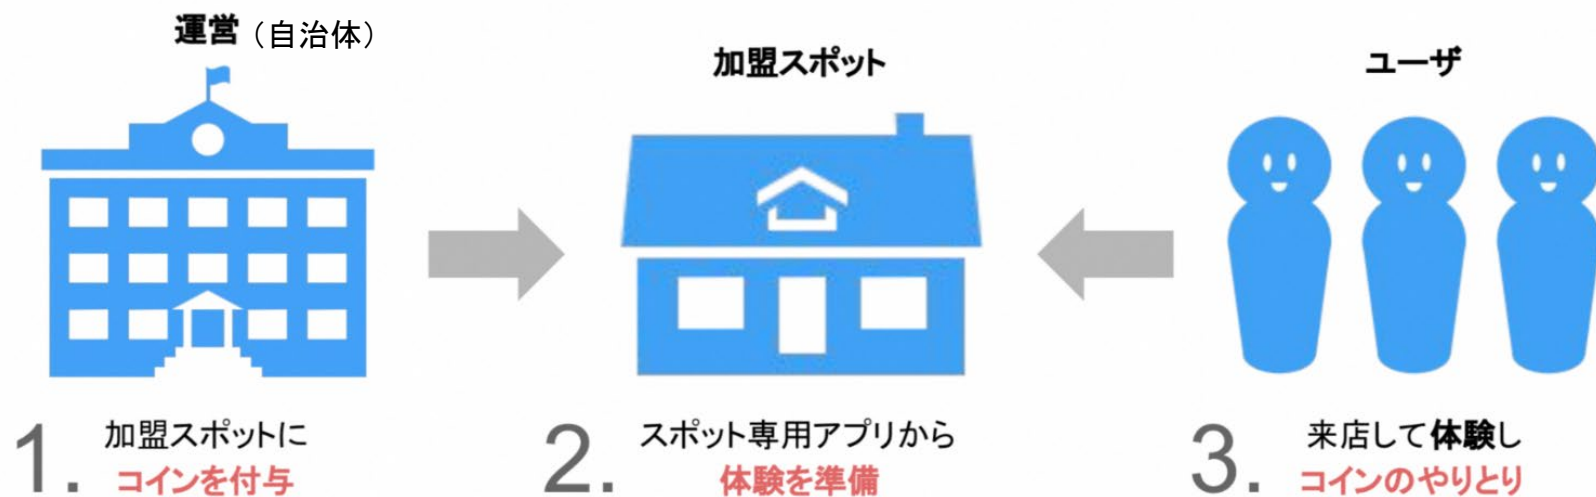 運営（自治体）
加盟スポット
ユーザ
1.
加盟スポットに
コインを付与
2.
スポット専用アプリから
体験を準備
3.
来店して体験し
コインのやりとり